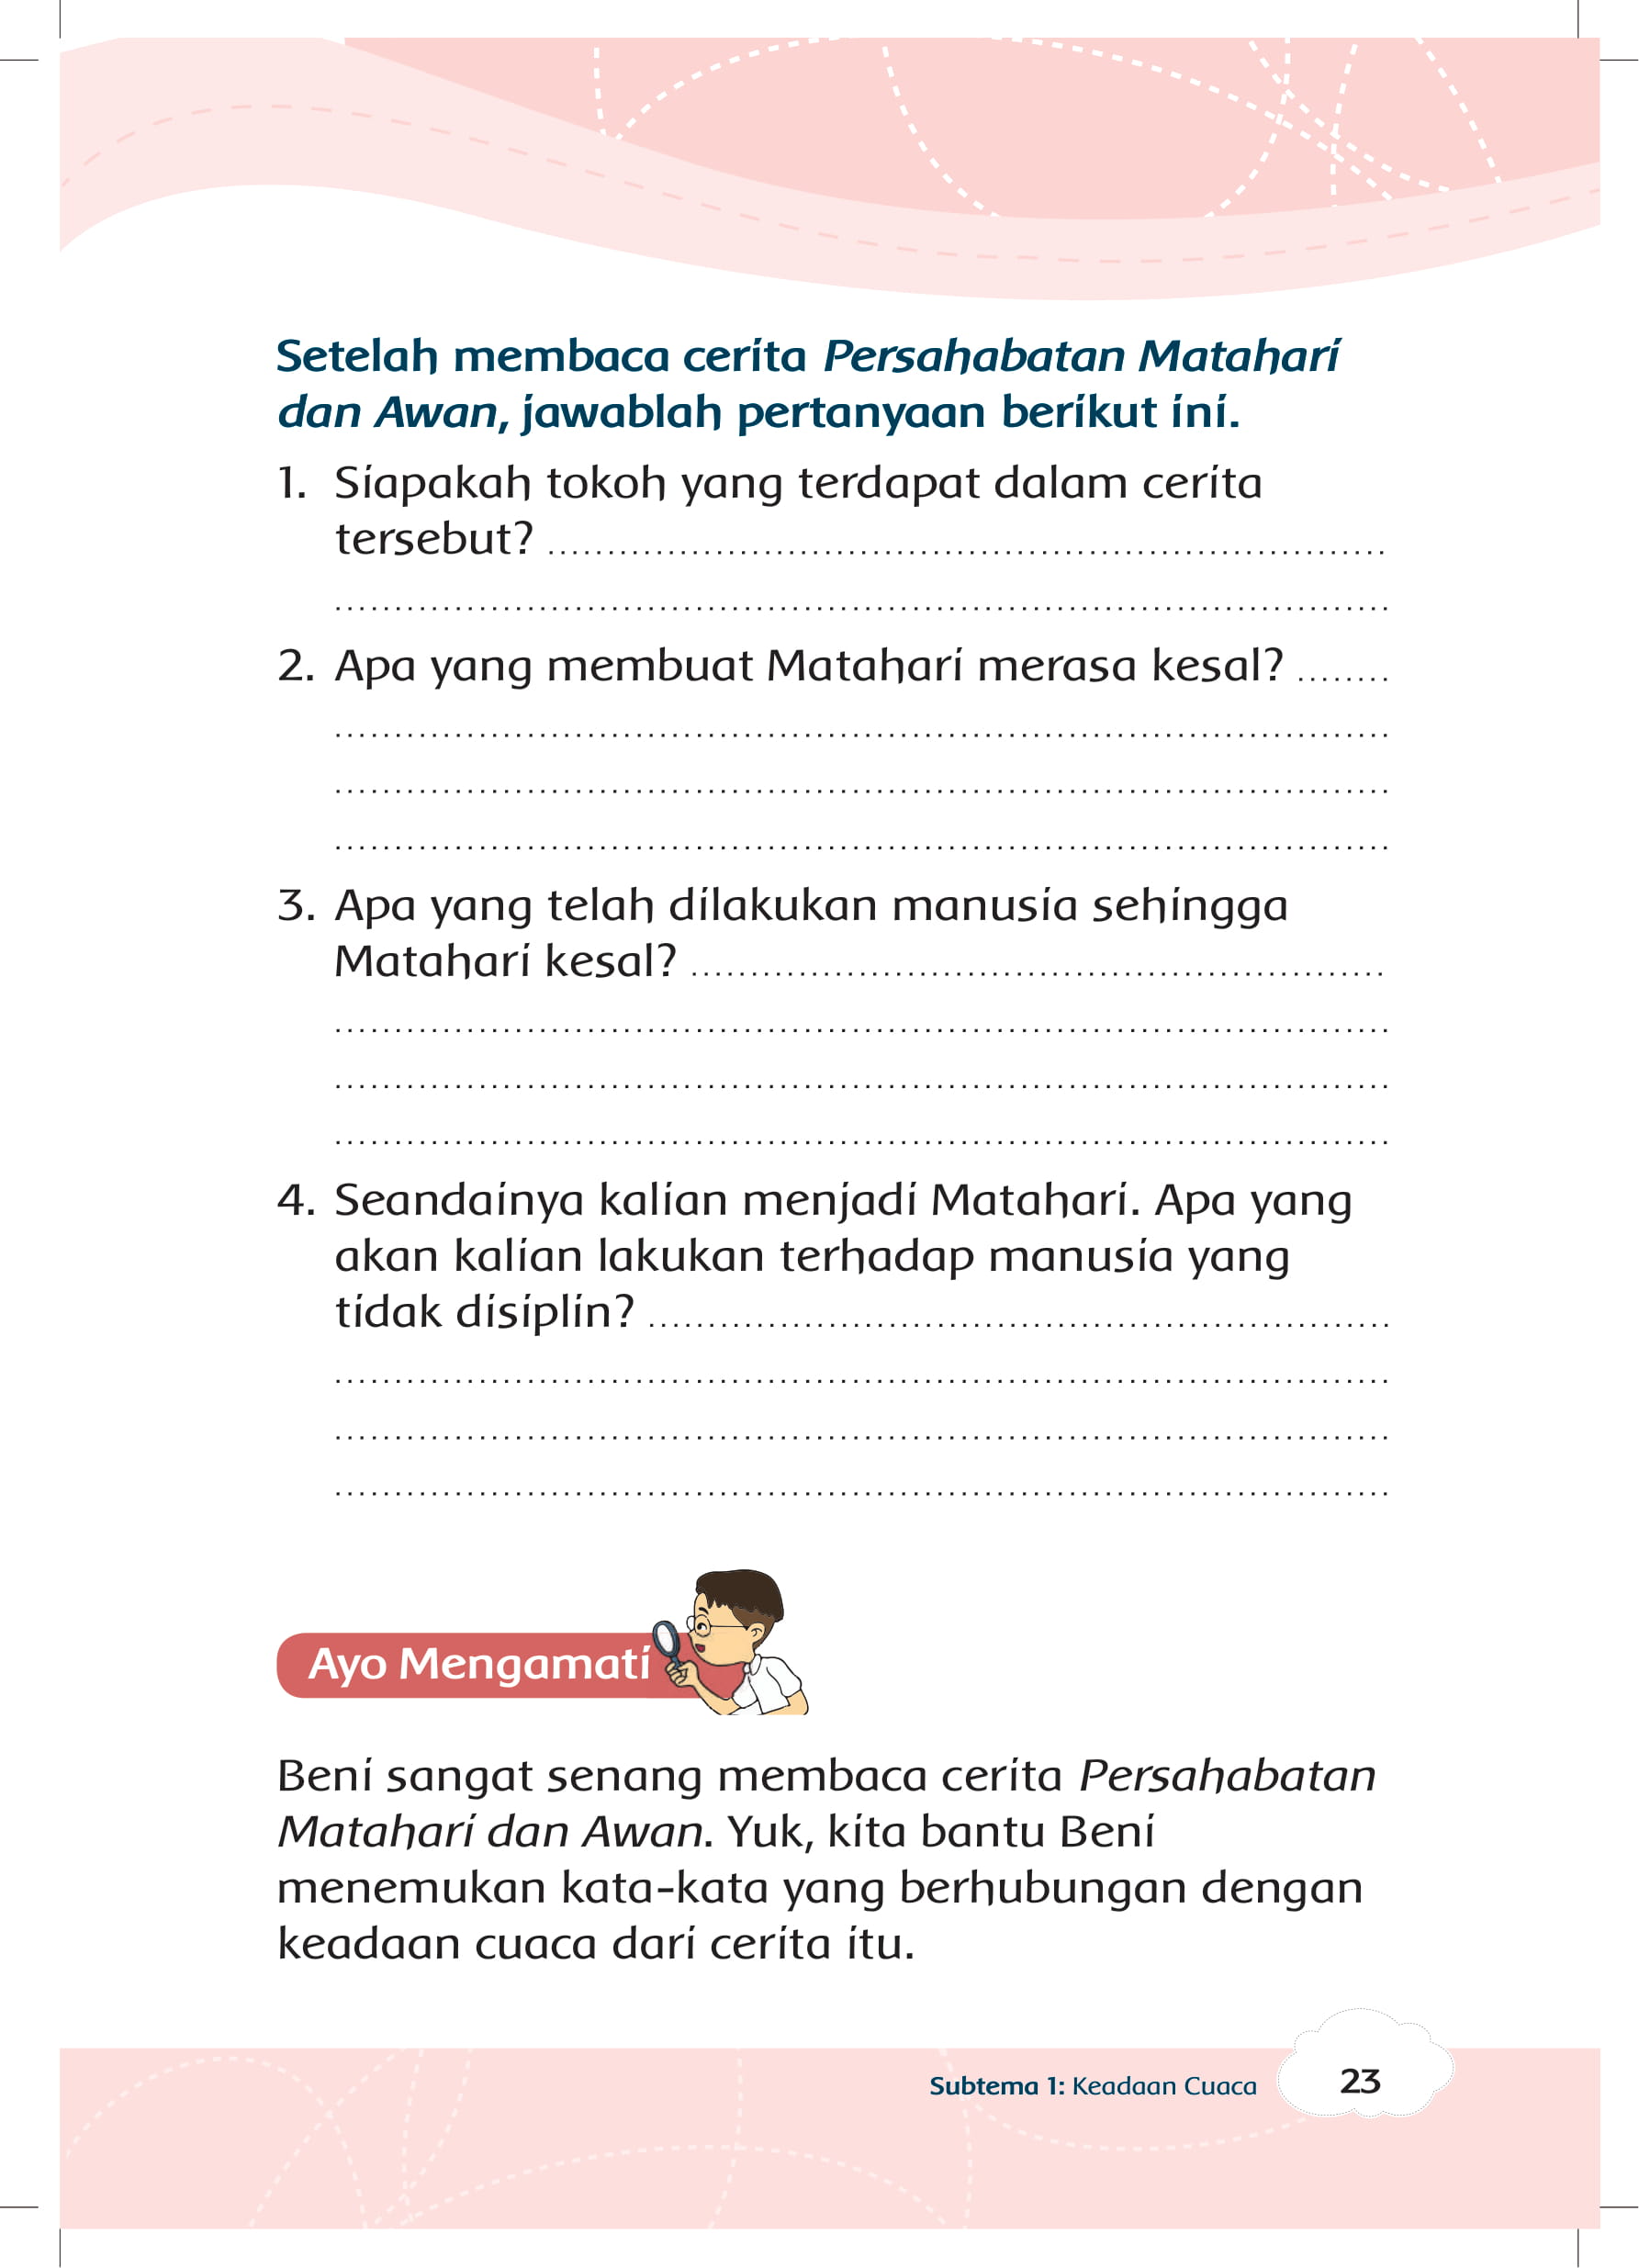 Setelah membaca cerita Persahabatan Matahari
dan Awan, jawablah pertanyaan berikut ini.
1. Siapakah tokoh yang terdapat dalam cerita
tersebut? ......................................................................
........................................................................................
2. Apa yang membuat Matahari merasa kesal? ........
........................................................................................
........................................................................................
........................................................................................
3. Apa yang telah dilakukan manusia sehingga
Matahari kesal? ..........................................................
........................................................................................
........................................................................................
........................................................................................
4. Seandainya kalian menjadi Matahari. Apa yang
akan kalian lakukan terhadap manusia yang
tidak disiplin? ..............................................................
........................................................................................
........................................................................................
........................................................................................
Ayo Mengamati
Beni sangat senang membaca cerita Persahabatan
Matahari dan Awan. Yuk, kita bantu Beni
menemukan kata-kata yang berhubungan dengan
keadaan cuaca dari cerita itu.
Subtema 1: Keadaan Cuaca
23